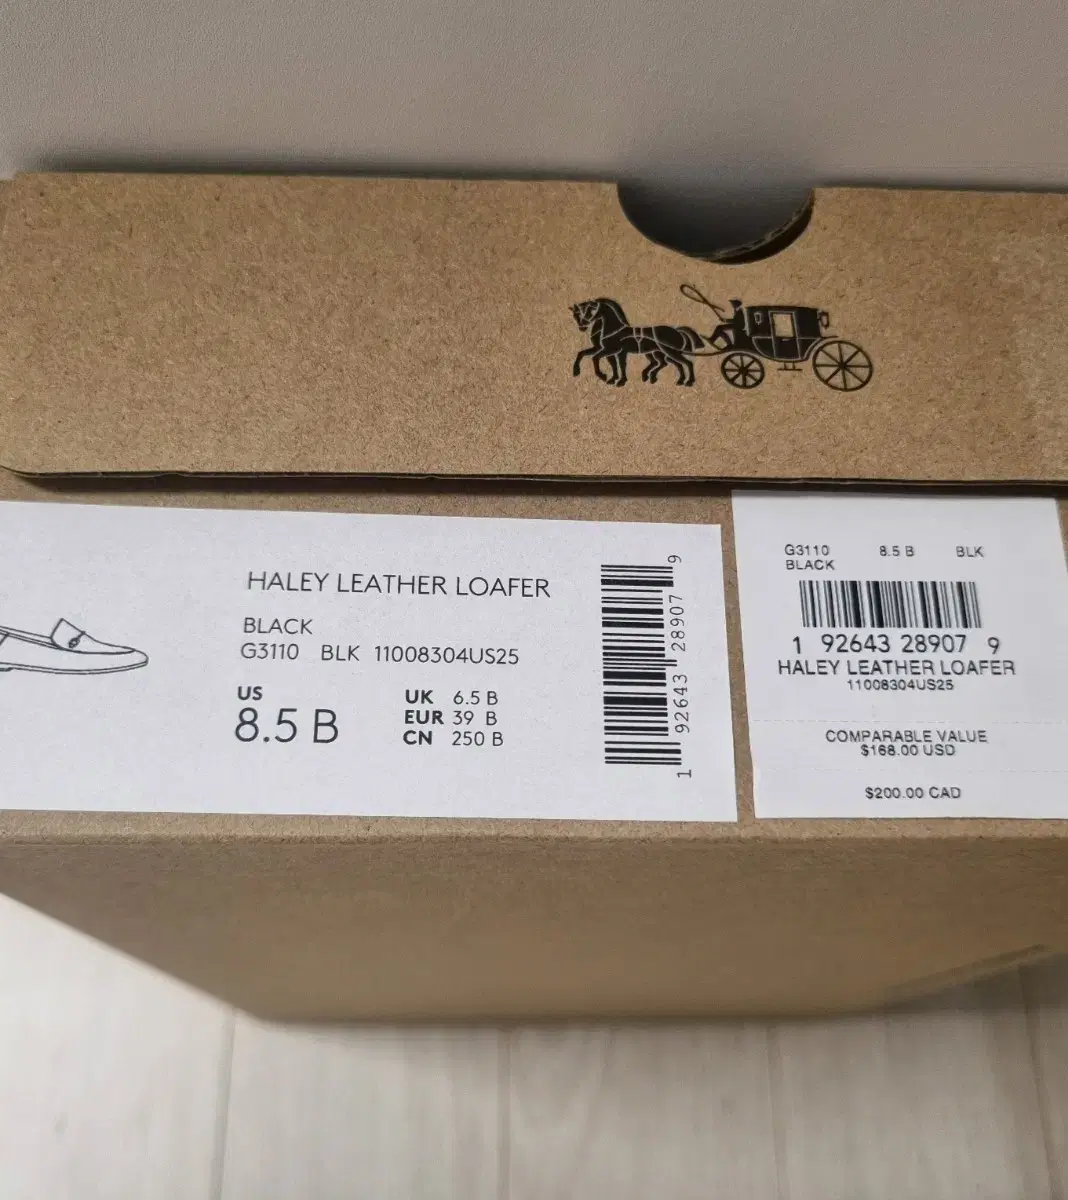 HALEY LEATHER LOAFER
BLACK
G3110 BLK 11008304US25
US
8.5 B
UK 6.5 B
EUR 39 B
CN 250 B
1 92643 28907 9
G3110 8.5 B BLK
BLACK
1 92643 28907 9
HALEY LEATHER LOAFER
11008304US25
COMPARABLE VALUE
$168.00 USD
$200.00 CAD